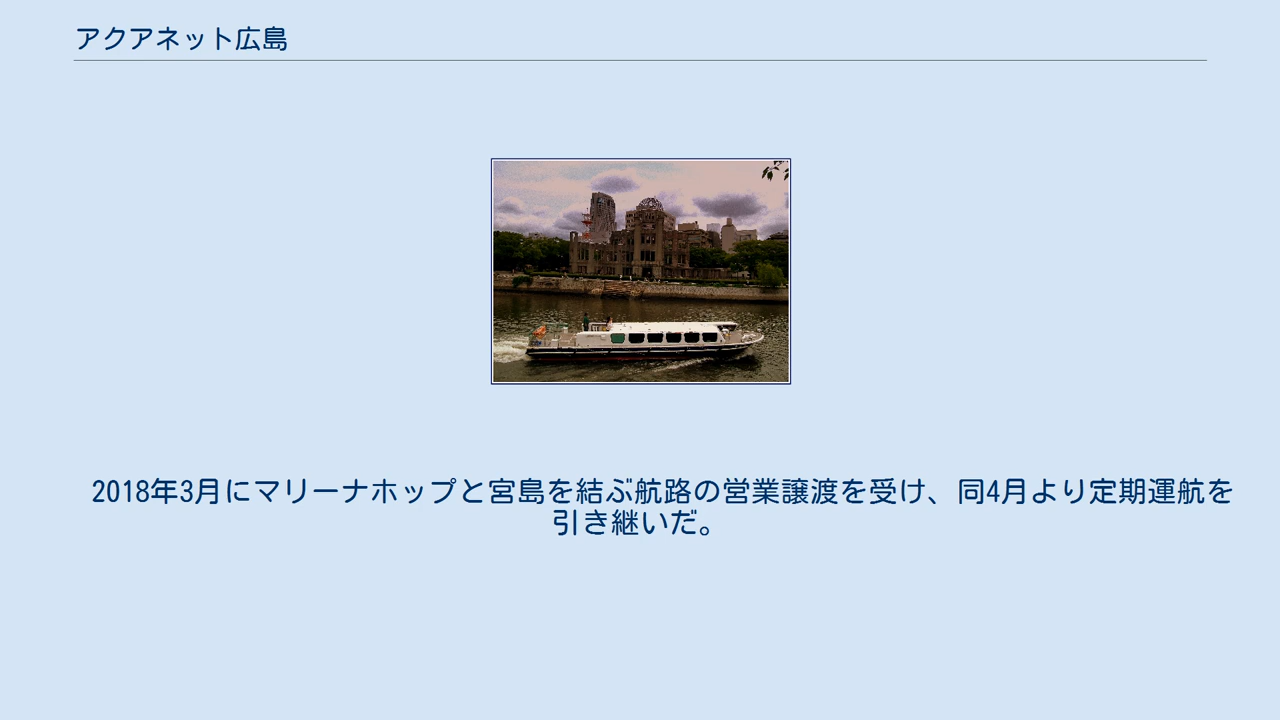 アクアネット広島
2018年3月にマリーナホップと宮島を結ぶ航路の営業譲渡を受け、同4月より定期運航を
引き継いだ。